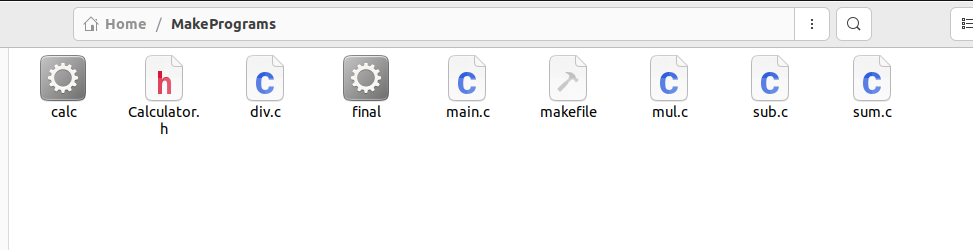 Home / MakePrograms
calc
Calculator.
h
div.c
final
main.c
makefile
mul.c
sub.c
sum.c